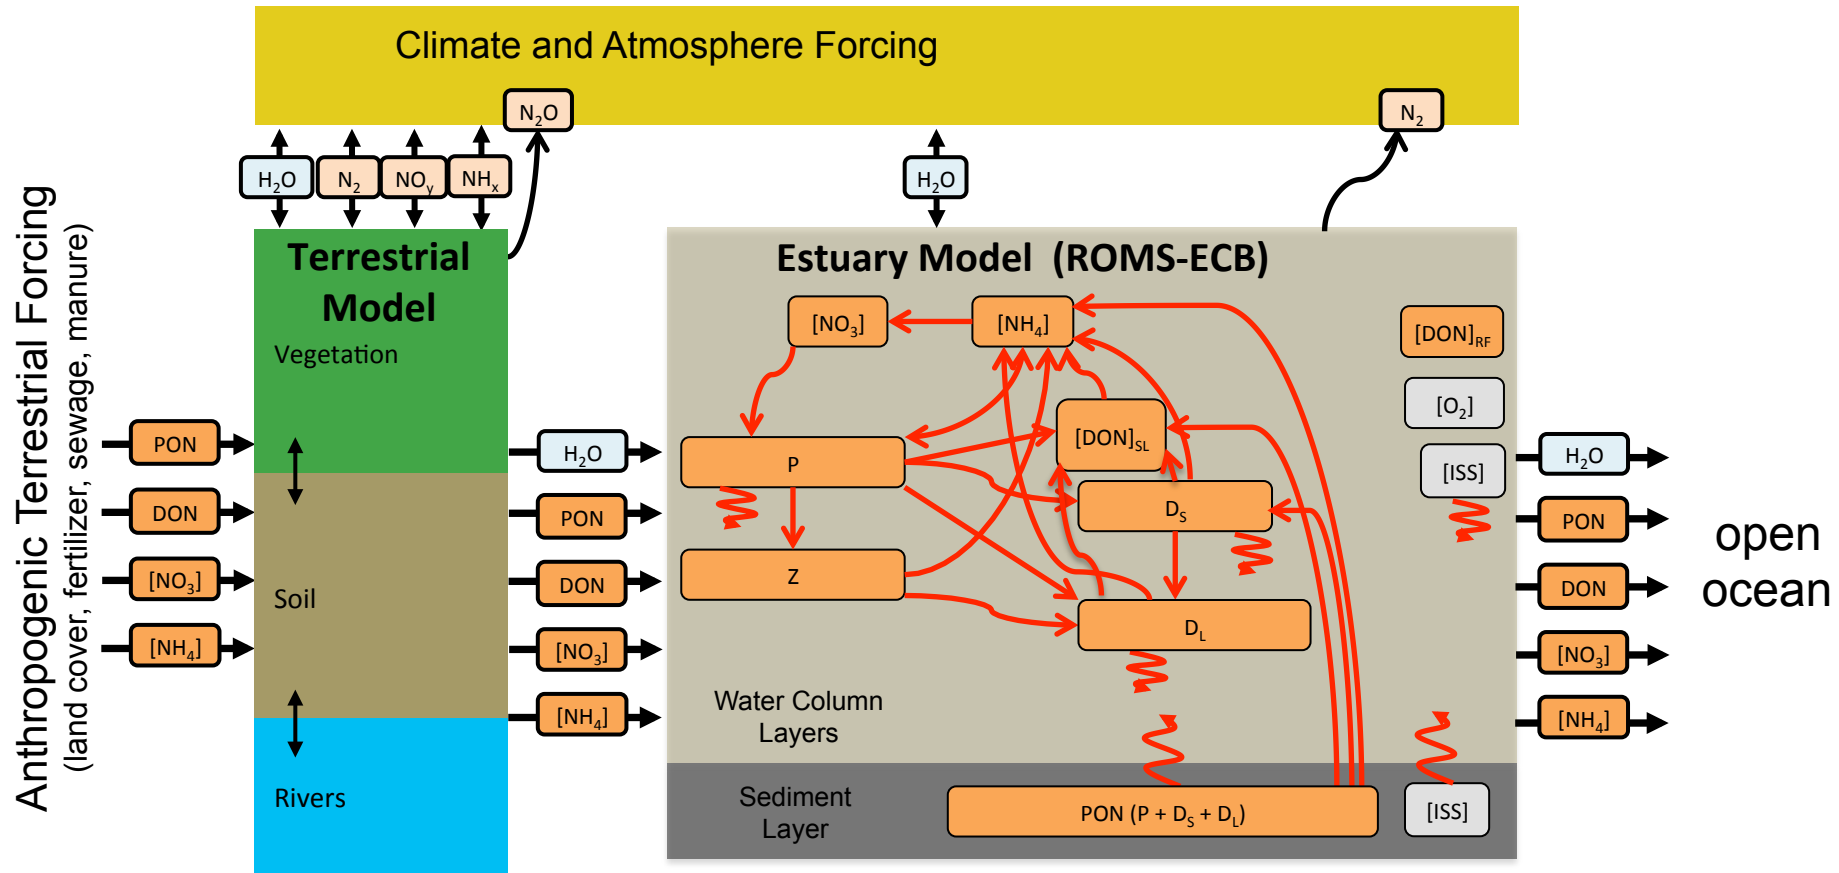 Climate and Atmosphere Forcing
N₂O
N₂
H₂O
N₂
NOᵧ
NHₓ
H₂O
Anthropogenic Terrestrial Forcing
(land cover, fertilizer, sewage, manure)
PON
DON
[NO₃]
[NH₄]
Terrestrial
Model
Vegetation
Soil
Rivers
H₂O
PON
DON
[NO₃]
[NH₄]
Estuary Model (ROMS-ECB)
[NO₃]
[NH₄]
[DON]RF
[O₂]
[ISS]
[DON]SL
P
DS
Z
DL
Water Column
Layers
Sediment
Layer
PON (P + DS + DL)
[ISS]
H₂O
PON
DON
[NO₃]
[NH₄]
open
ocean